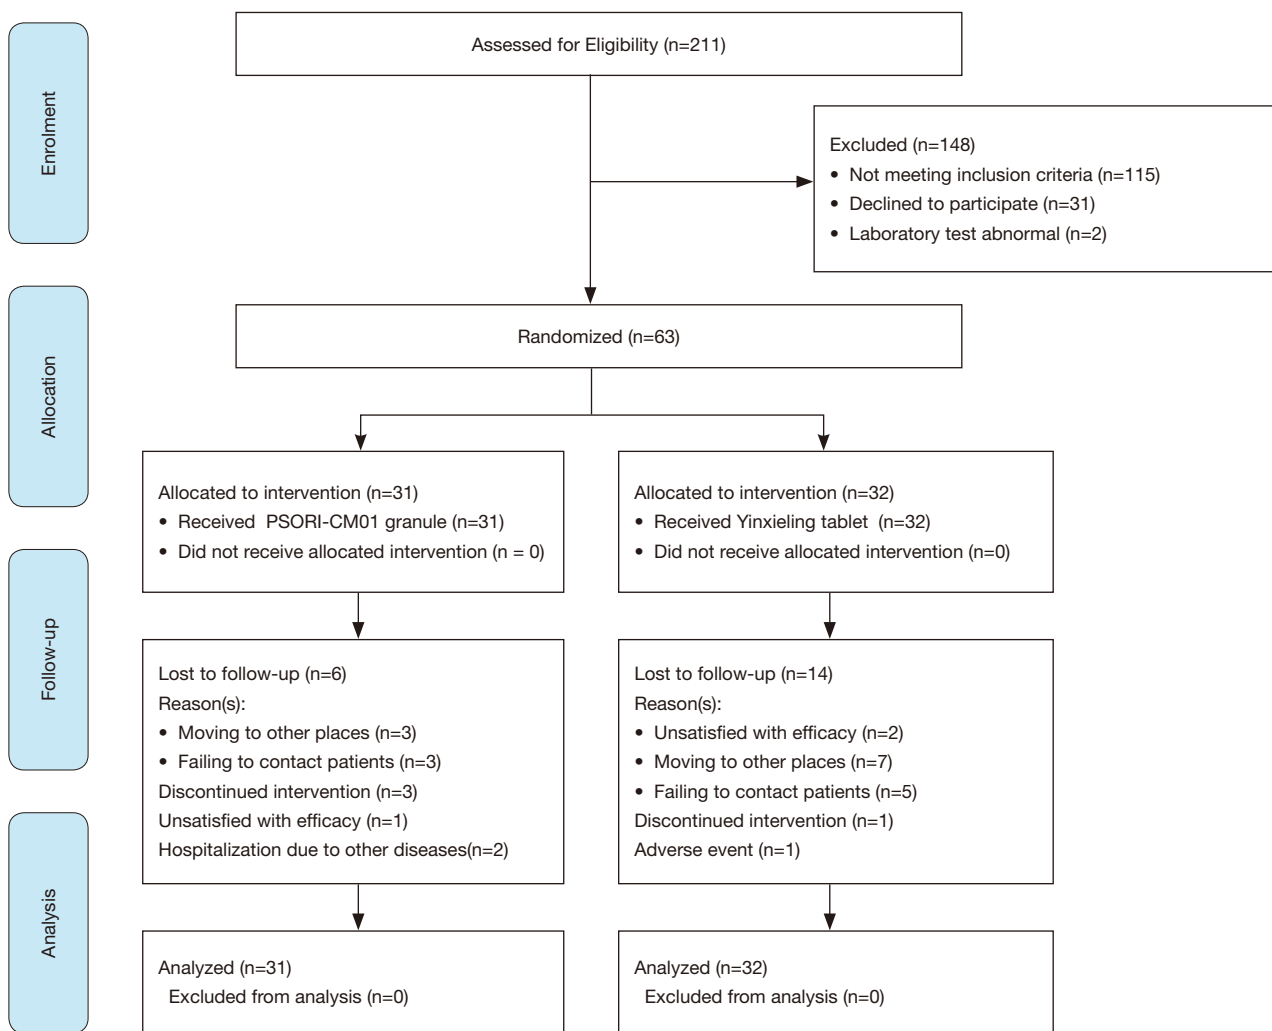 Enrolment
Assessed for Eligibility (n=211)
Excluded (n=148)
• Not meeting inclusion criteria (n=115)
• Declined to participate (n=31)
• Laboratory test abnormal (n=2)
Allocation
Randomized (n=63)
Allocated to intervention (n=31)
• Received PSORI-CM01 granule (n=31)
• Did not receive allocated intervention (n = 0)
Allocated to intervention (n=32)
• Received Yinxieling tablet (n=32)
• Did not receive allocated intervention (n=0)
Follow-up
Lost to follow-up (n=6)
Reason(s):
• Moving to other places (n=3)
• Failing to contact patients (n=3)
Discontinued intervention (n=3)
Unsatisfied with efficacy (n=1)
Hospitalization due to other diseases(n=2)
Lost to follow-up (n=14)
Reason(s):
• Unsatisfied with efficacy (n=2)
• Moving to other places (n=7)
• Failing to contact patients (n=5)
Discontinued intervention (n=1)
Adverse event (n=1)
Analysis
Analyzed (n=31)
Excluded from analysis (n=0)
Analyzed (n=32)
Excluded from analysis (n=0)